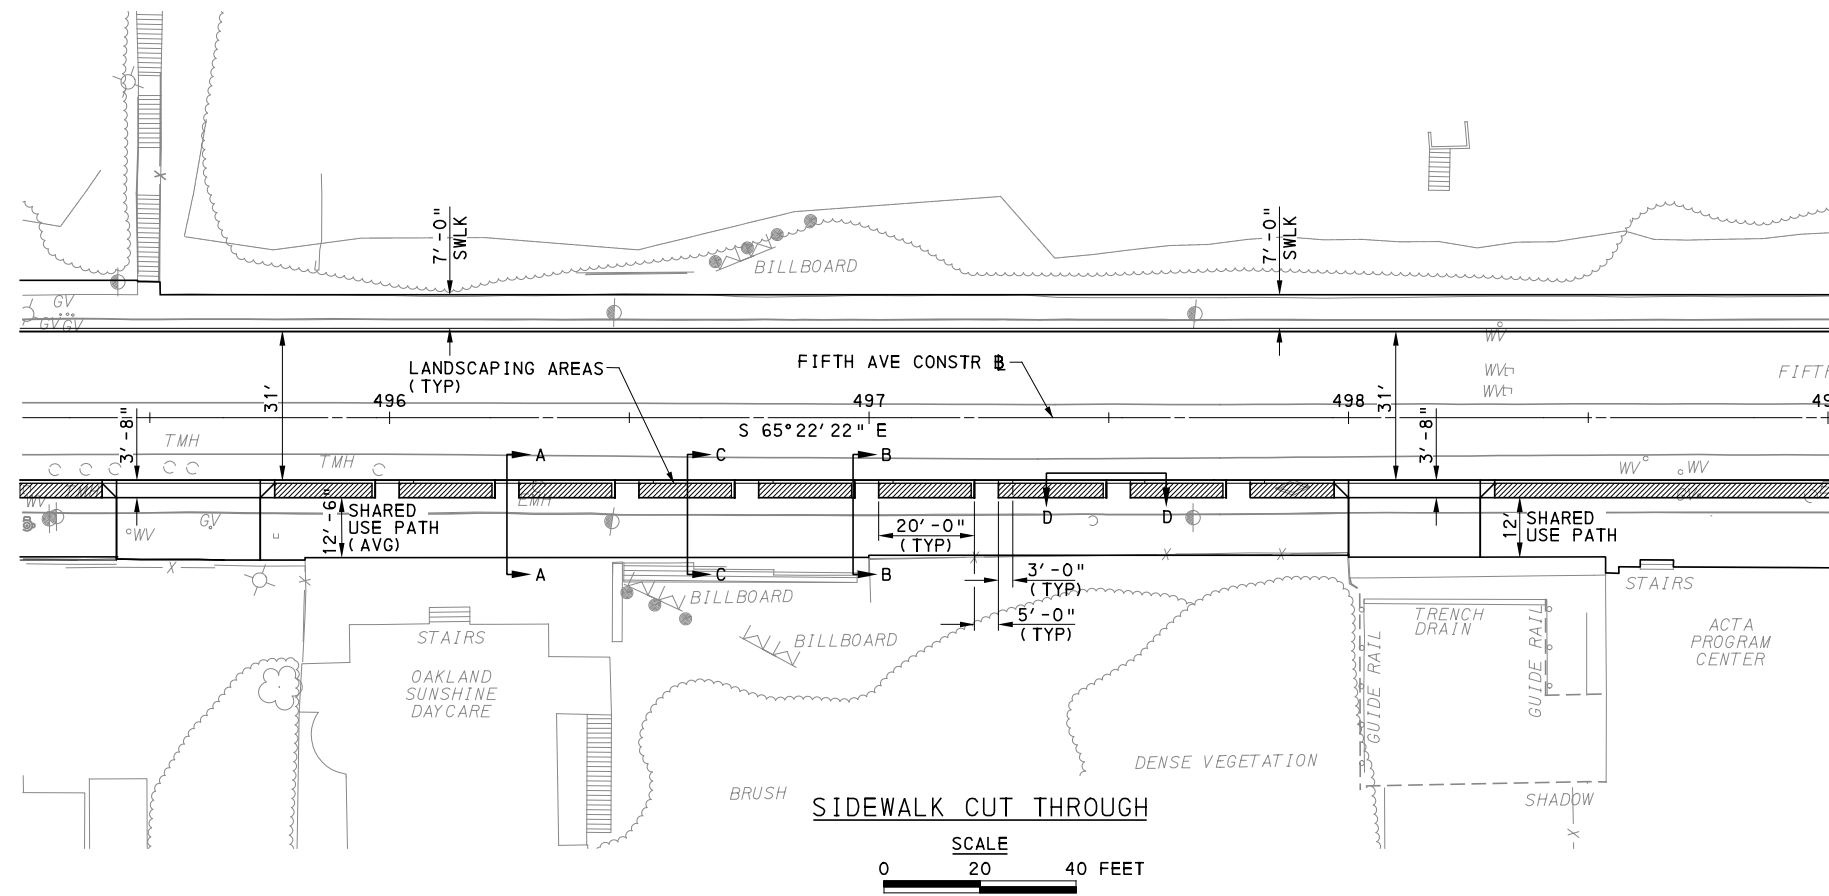 7'-0"
SWLK
7'-0"
SWLK
BILLBOARD
GV
GV
GV
WV
LANDSCAPING AREAS
(TYP)
FIFTH AVE CONSTR BL
WV
WV
FIFTH
31'
31'
496
497
498
49
3'-8"
3'-8"
S 65°22'22" E
TMH
TMH
A
C
B
WV
WV
TMH
WV
EMH
GV
GV
WV
12'-6"
SHARED
USE PATH
(AVG)
D
D
20'-0"
(TYP)
12'
SHARED
USE PATH
X
X
X
X
X
X
A
C
B
3'-0"
(TYP)
5'-0"
(TYP)
BILLBOARD
BILLBOARD
STAIRS
STAIRS
TRENCH
DRAIN
GUIDE RAIL
GUIDE RAIL
ACTA
PROGRAM
CENTER
OAKLAND
SUNSHINE
DAYCARE
DENSE VEGETATION
BRUSH
SHADOW
X
SIDEWALK CUT THROUGH
SCALE
0 20 40 FEET